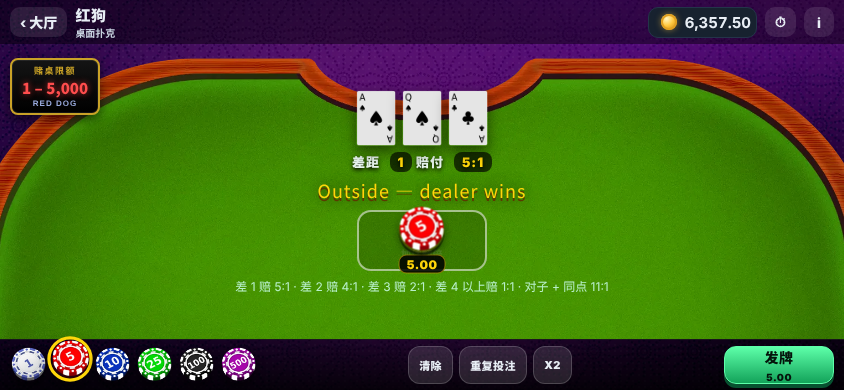 ‹ 大厅
红狗
桌面扑克
6,357.50
i
赌桌限额
1 – 5,000
RED DOG
A Q A
A Q A
差距 1 赔付 5:1
Outside — dealer wins
5
5.00
差 1 赔 5:1 · 差 2 赔 4:1 · 差 3 赔 2:1 · 差 4 以上赔 1:1 · 对子 + 同点 11:1
1 5 10 25 100 500
清除 重复投注 X2
发牌
5.00